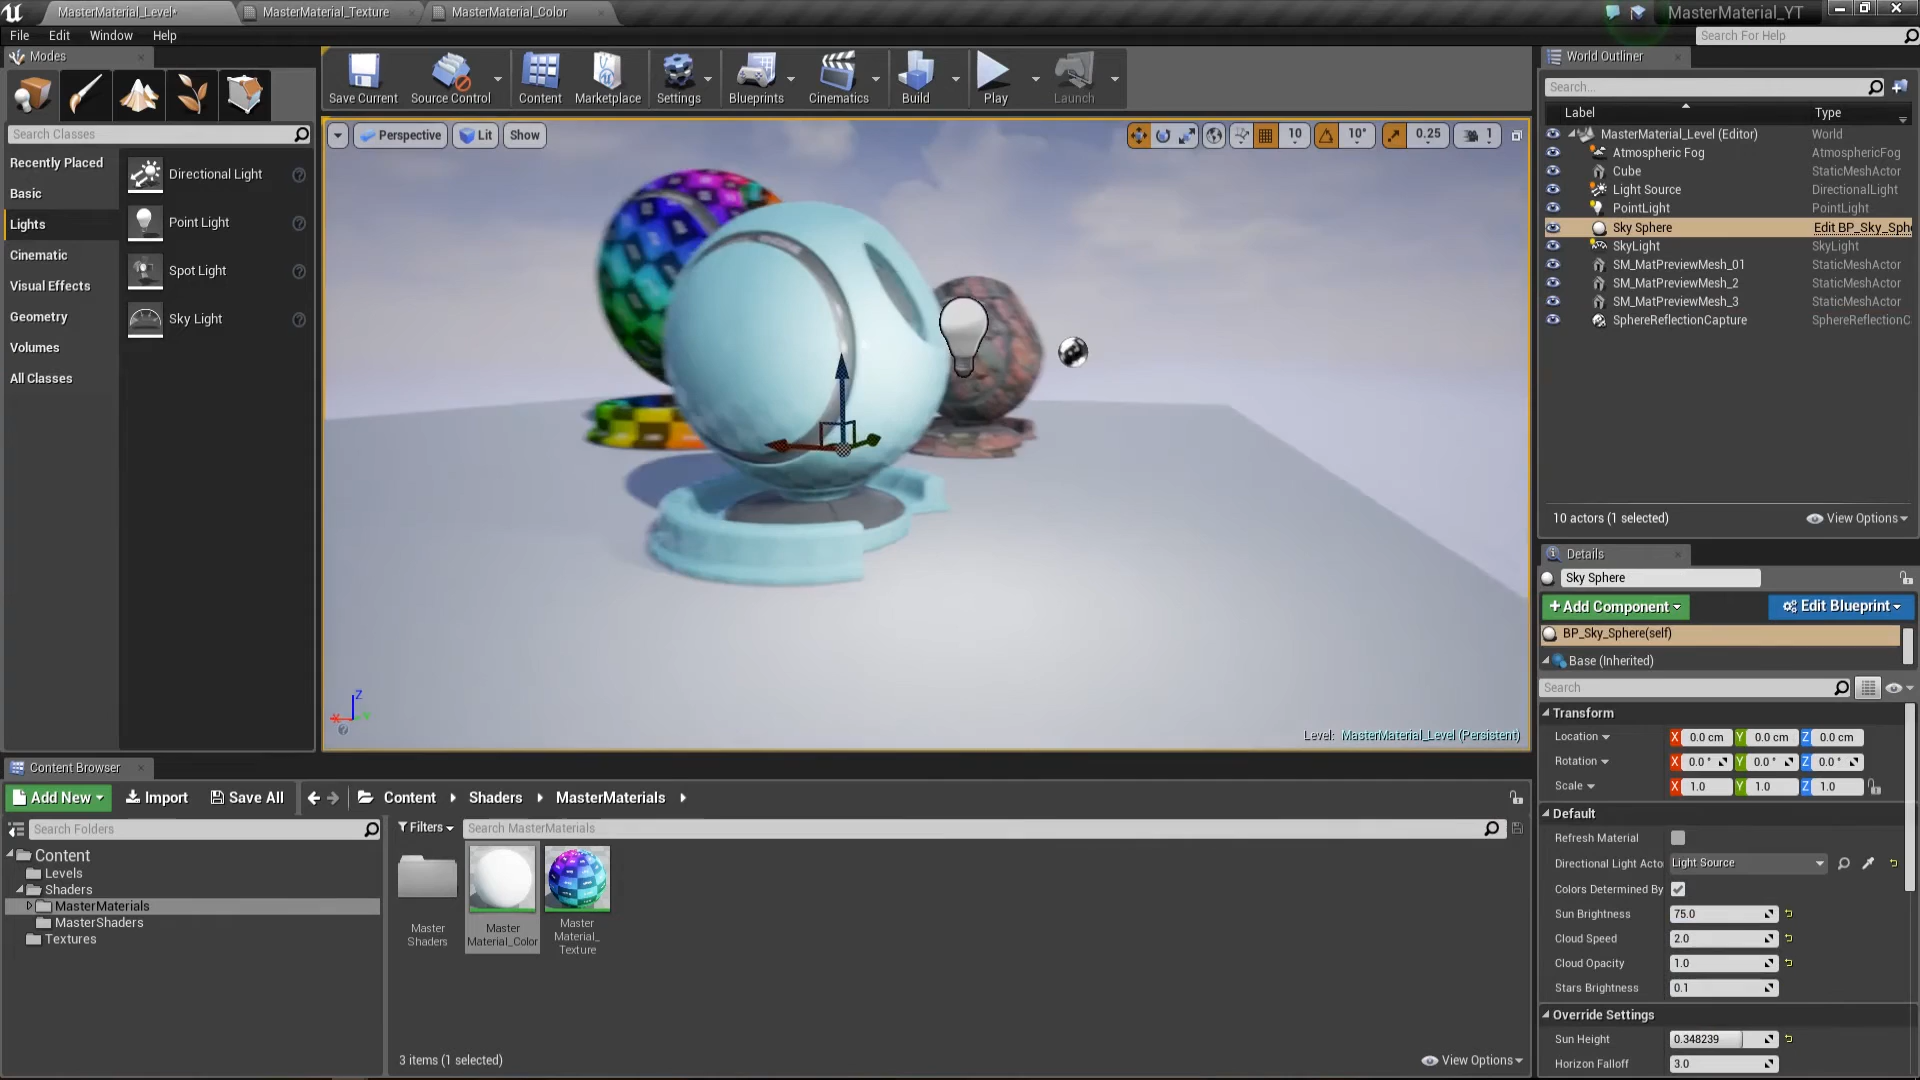 MasterMaterial_Level*
MasterMaterial_Texture
MasterMaterial_Color
MasterMaterial_YT
File Edit Window Help
Search For Help
Modes
Search Classes
Recently Placed
Basic
Lights
Cinematic
Visual Effects
Geometry
Volumes
All Classes
Directional Light
Point Light
Spot Light
Sky Light
Save Current
Source Control
Content
Marketplace
Settings
Blueprints
Cinematics
Build
Play
Launch
Perspective Lit Show
10 10° 0.25 1
Z
X
Y
Level: MasterMaterial_Level (Persistent)
World Outliner
Search...
Label Type
MasterMaterial_Level (Editor) World
Atmospheric Fog AtmosphericFog
Cube StaticMeshActor
Light Source DirectionalLight
PointLight PointLight
Sky Sphere Edit BP_Sky_Sph
SkyLight SkyLight
SM_MatPreviewMesh_01 StaticMeshActor
SM_MatPreviewMesh_2 StaticMeshActor
SM_MatPreviewMesh_3 StaticMeshActor
SphereReflectionCapture SphereReflectionC
10 actors (1 selected) View Options
Details
Sky Sphere
+Add Component Edit Blueprint
BP_Sky_Sphere(self)
Base (Inherited)
Search
Transform
Location X 0.0 cm Y 0.0 cm Z 0.0 cm
Rotation X 0.0 ° Y 0.0 ° Z 0.0 °
Scale X 1.0 Y 1.0 Z 1.0
Default
Refresh Material
Directional Light Acto Light Source
Colors Determined By
Sun Brightness 75.0
Cloud Speed 2.0
Cloud Opacity 1.0
Stars Brightness 0.1
Override Settings
Sun Height 0.348239
Horizon Falloff 3.0
Content Browser
Add New Import Save All Content Shaders MasterMaterials
Search Folders
Filters Search MasterMaterials
Content
Levels
Shaders
MasterMaterials
MasterShaders
Textures
Master
Shaders
Master
Material_Color
Master
Material_
Texture
3 items (1 selected) View Options